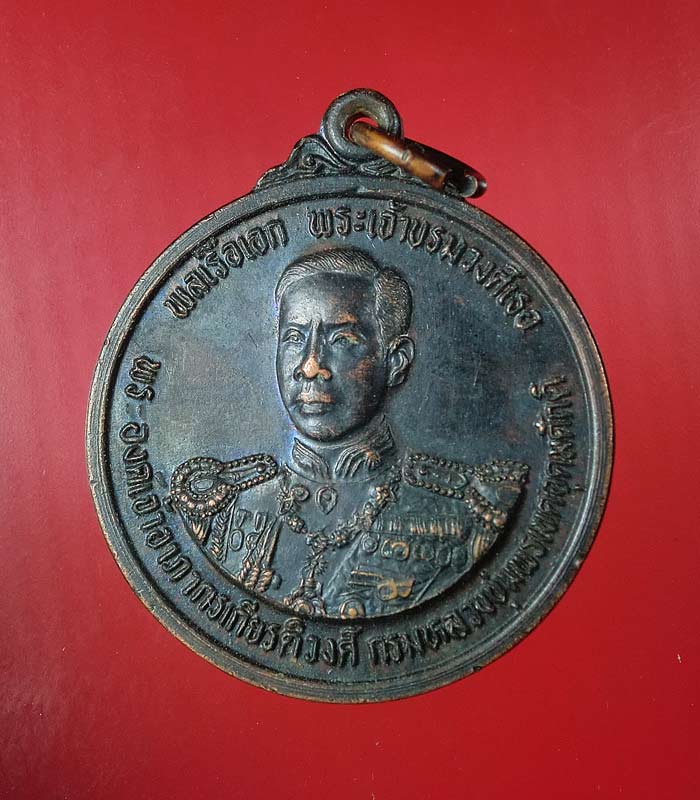 พลเรือเอก พระเจ้าบรมวงศ์เธอ
พระองค์เจ้าอาภากรเกียรติวงศ์ กรมหลวงชุมพรเขตอุดมศักดิ์